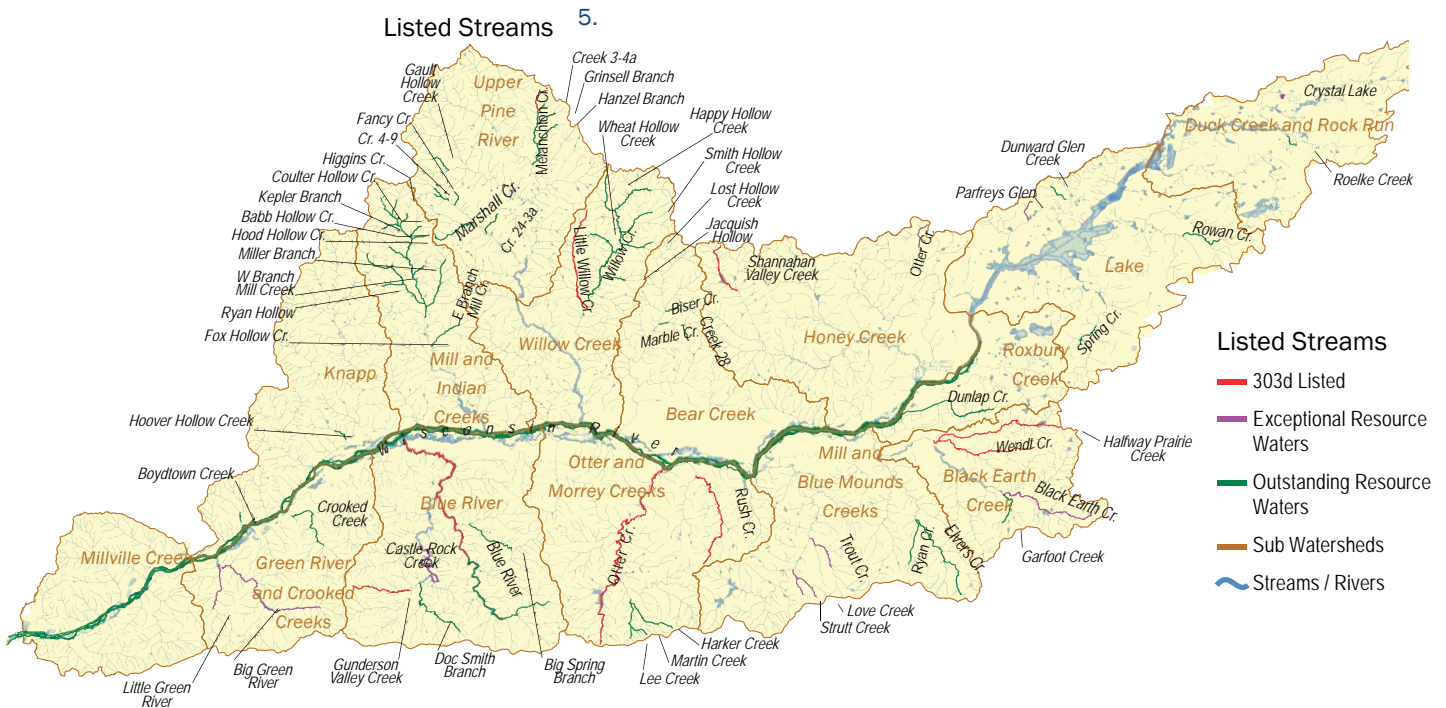 Listed Streams
5.
Gault
Hollow
Creek
Fancy Cr.
Cr. 4-9
Higgins Cr.
Coulter Hollow Cr.
Kepler Branch
Babb Hollow Cr.
Hood Hollow Cr.
Miller Branch
W Branch
Mill Creek
Ryan Hollow
Fox Hollow Cr.
Upper
Pine
River
Melanshton Cr.
Marshall Cr.
Cr. 24-3a
E Branch
Mill Cr.
Creek 3-4a
Grinsell Branch
Hanzel Branch
Wheat Hollow
Creek
Happy Hollow
Creek
Smith Hollow
Creek
Lost Hollow
Creek
Jacquish
Hollow
Little Willow Cr.
Willow Cr.
Shannahan
Valley Creek
Otter Cr.
Biser Cr.
Marble Cr.
Creek 28
Parfreys Glen
Dunward Glen
Creek
Crystal Lake
Duck Creek and Rock Run
Roelke Creek
Rowan Cr.
Lake
Spring Cr.
Knapp
Mill and
Indian
Creeks
Willow Creek
Honey Creek
Roxbury
Creek
Dunlap Cr.
Bear Creek
Hoover Hollow Creek
Boydtown Creek
Wisconsin River
Crooked
Creek
Millville Creek
Green River
and Crooked
Creeks
Blue River
Castle Rock
Creek
Blue River
Otter and
Morrey Creeks
Otter Cr.
Rush Cr.
Mill and
Blue Mounds
Creeks
Trout Cr.
Ryan Cr.
Elvers Cr.
Wendt Cr.
Halfway Prairie
Creek
Black Earth
Creek
Black Earth Cr.
Garfoot Creek
Love Creek
Strutt Creek
Harker Creek
Martin Creek
Lee Creek
Big Spring
Branch
Doc Smith
Branch
Gunderson
Valley Creek
Big Green
River
Little Green
River
Listed Streams
303d Listed
Exceptional Resource
Waters
Outstanding Resource
Waters
Sub Watersheds
Streams / Rivers